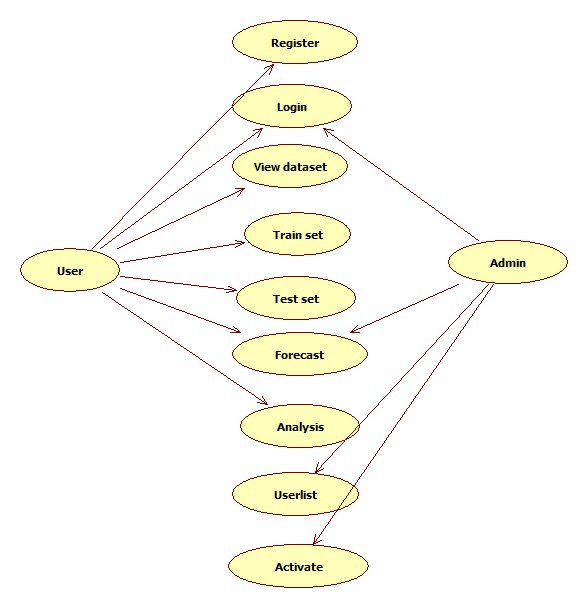 Register
Login
View dataset
Train set
User
Admin
Test set
Forecast
Analysis
Userlist
Activate